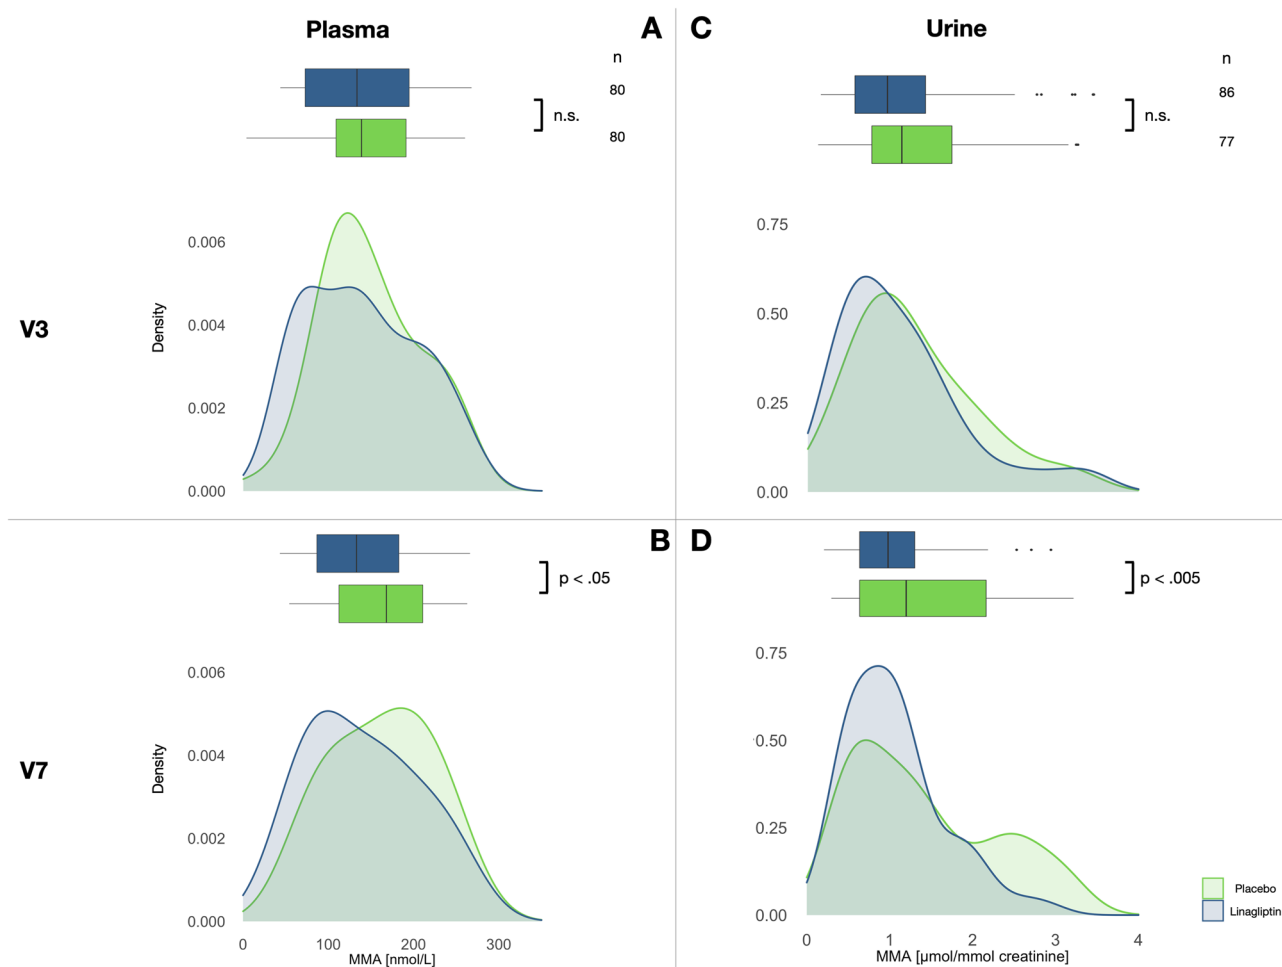 Plasma
A
n
80
n.s.
80
0.006
0.004
0.002
0.000
Density
V3
C
Urine
n
86
n.s.
77
0.75
0.50
0.25
0.00
B
p < .05
0.006
0.004
0.002
0.000
Density
V7
0 100 200 300
MMA [nmol/L]
D
p < .005
0.75
0.50
0.25
0.00
0 1 2 3 4
MMA [µmol/mmol creatinine]
Placebo
Linagliptin